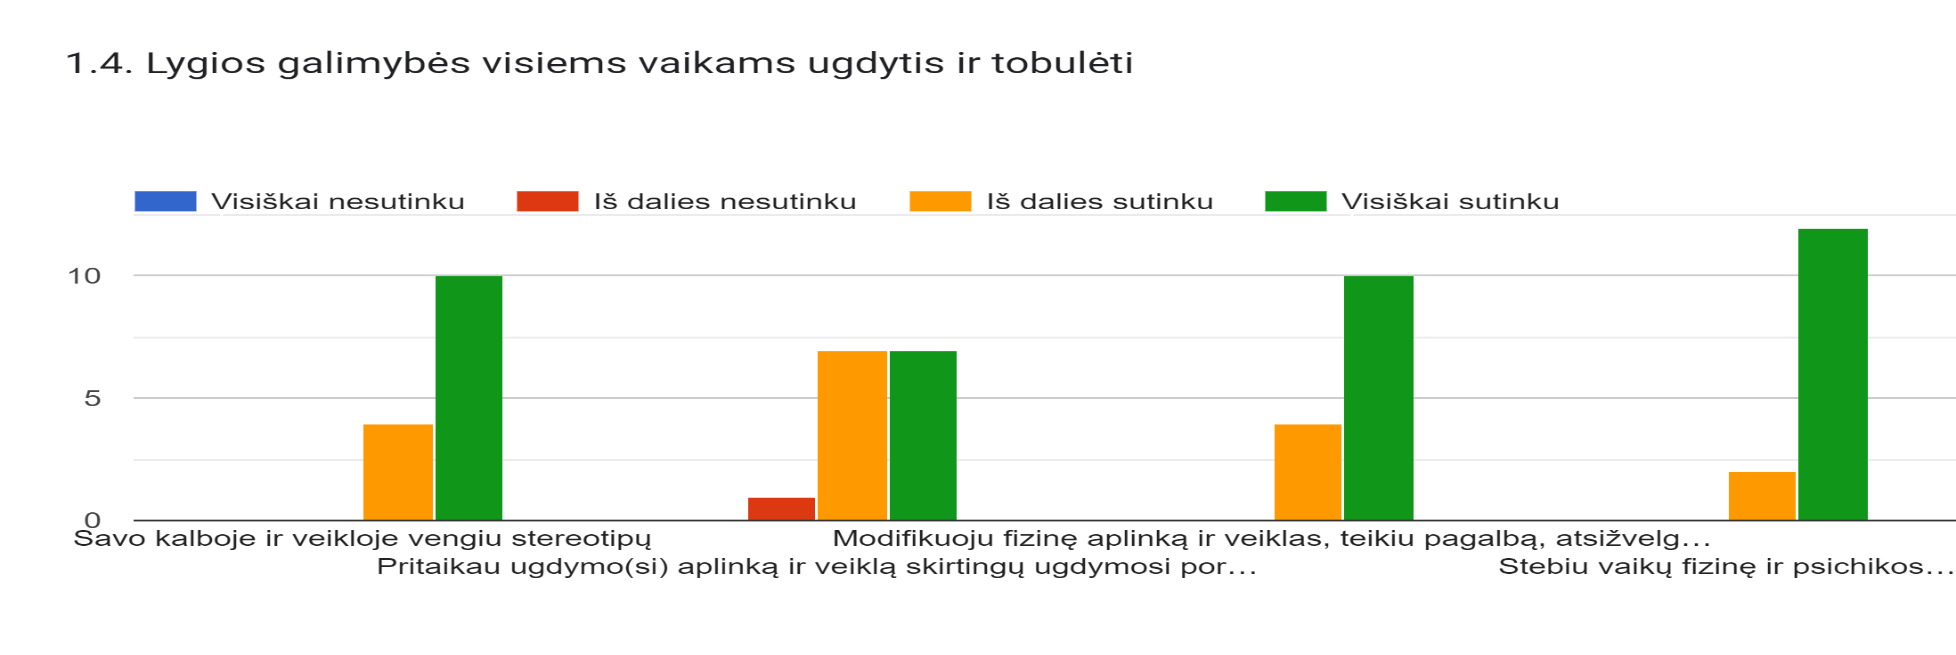 1.4. Lygios galimybės visiems vaikams ugdytis ir tobulėti
Visiškai nesutinku
Iš dalies nesutinku
Iš dalies sutinku
Visiškai sutinku
10
5
0
Savo kalboje ir veikloje vengiu stereotipų
Pritaikau ugdymo(si) aplinką ir veiklą skirtingų ugdymosi por…
Modifikuoju fizinę aplinką ir veiklas, teikiu pagalbą, atsižvelg…
Stebiu vaikų fizinę ir psichikos…